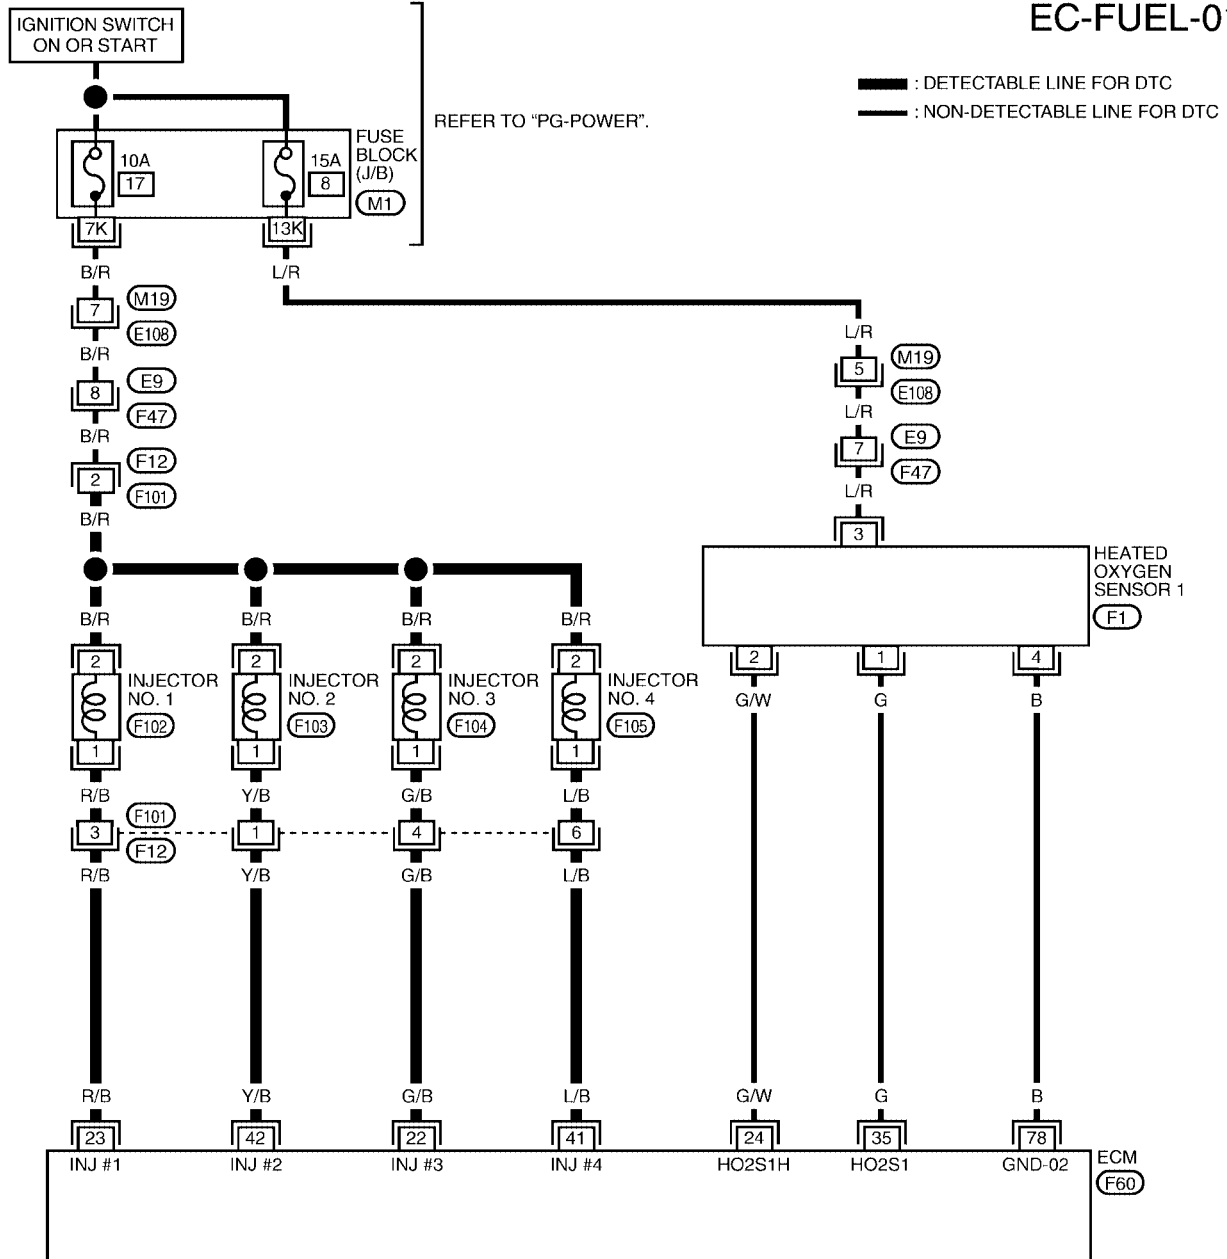 EC-FUEL-01
IGNITION SWITCH
ON OR START
: DETECTABLE LINE FOR DTC
: NON-DETECTABLE LINE FOR DTC
REFER TO “PG-POWER”.
10A
17
15A
8
FUSE
BLOCK
(J/B)
M1
7K
13K
B/R
L/R
7
M19
E108
B/R
8
E9
F47
B/R
2
F12
F101
B/R
L/R
5
M19
E108
L/R
7
E9
F47
L/R
3
HEATED
OXYGEN
SENSOR 1
F1
B/R
B/R
B/R
B/R
2
2
2
2
INJECTOR
NO. 1
F102
INJECTOR
NO. 2
F103
INJECTOR
NO. 3
F104
INJECTOR
NO. 4
F105
1
1
1
1
2
1
4
G/W
G
B
R/B
Y/B
G/B
L/B
3
F101
F12
1
4
6
R/B
Y/B
G/B
L/B
R/B
Y/B
G/B
L/B
G/W
G
B
23
42
22
41
24
35
78
INJ #1
INJ #2
INJ #3
INJ #4
HO2S1H
HO2S1
GND-02
ECM
F60